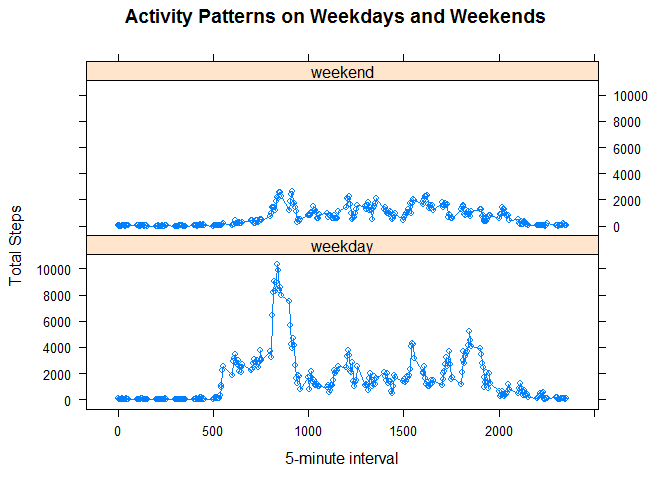 Activity Patterns on Weekdays and Weekends
weekend
10000
8000
6000
4000
2000
0
weekday
10000
8000
6000
4000
2000
0
Total Steps
0 500 1000 1500 2000
5-minute interval